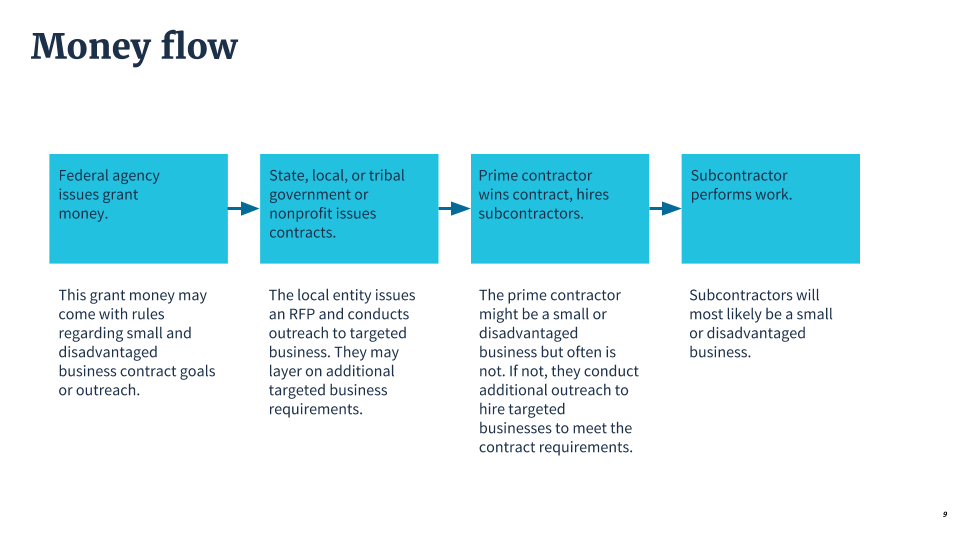 Money flow
Federal agency
issues grant
money.
State, local, or tribal
government or
nonprofit issues
contracts.
Prime contractor
wins contract, hires
subcontractors.
Subcontractor
performs work.
This grant money may
come with rules
regarding small and
disadvantaged
business contract goals
or outreach.
The local entity issues
an RFP and conducts
outreach to targeted
business. They may
layer on additional
targeted business
requirements.
The prime contractor
might be a small or
disadvantaged
business but often is
not. If not, they conduct
additional outreach to
hire targeted
businesses to meet the
contract requirements.
Subcontractors will
most likely be a small
or disadvantaged
business.
9